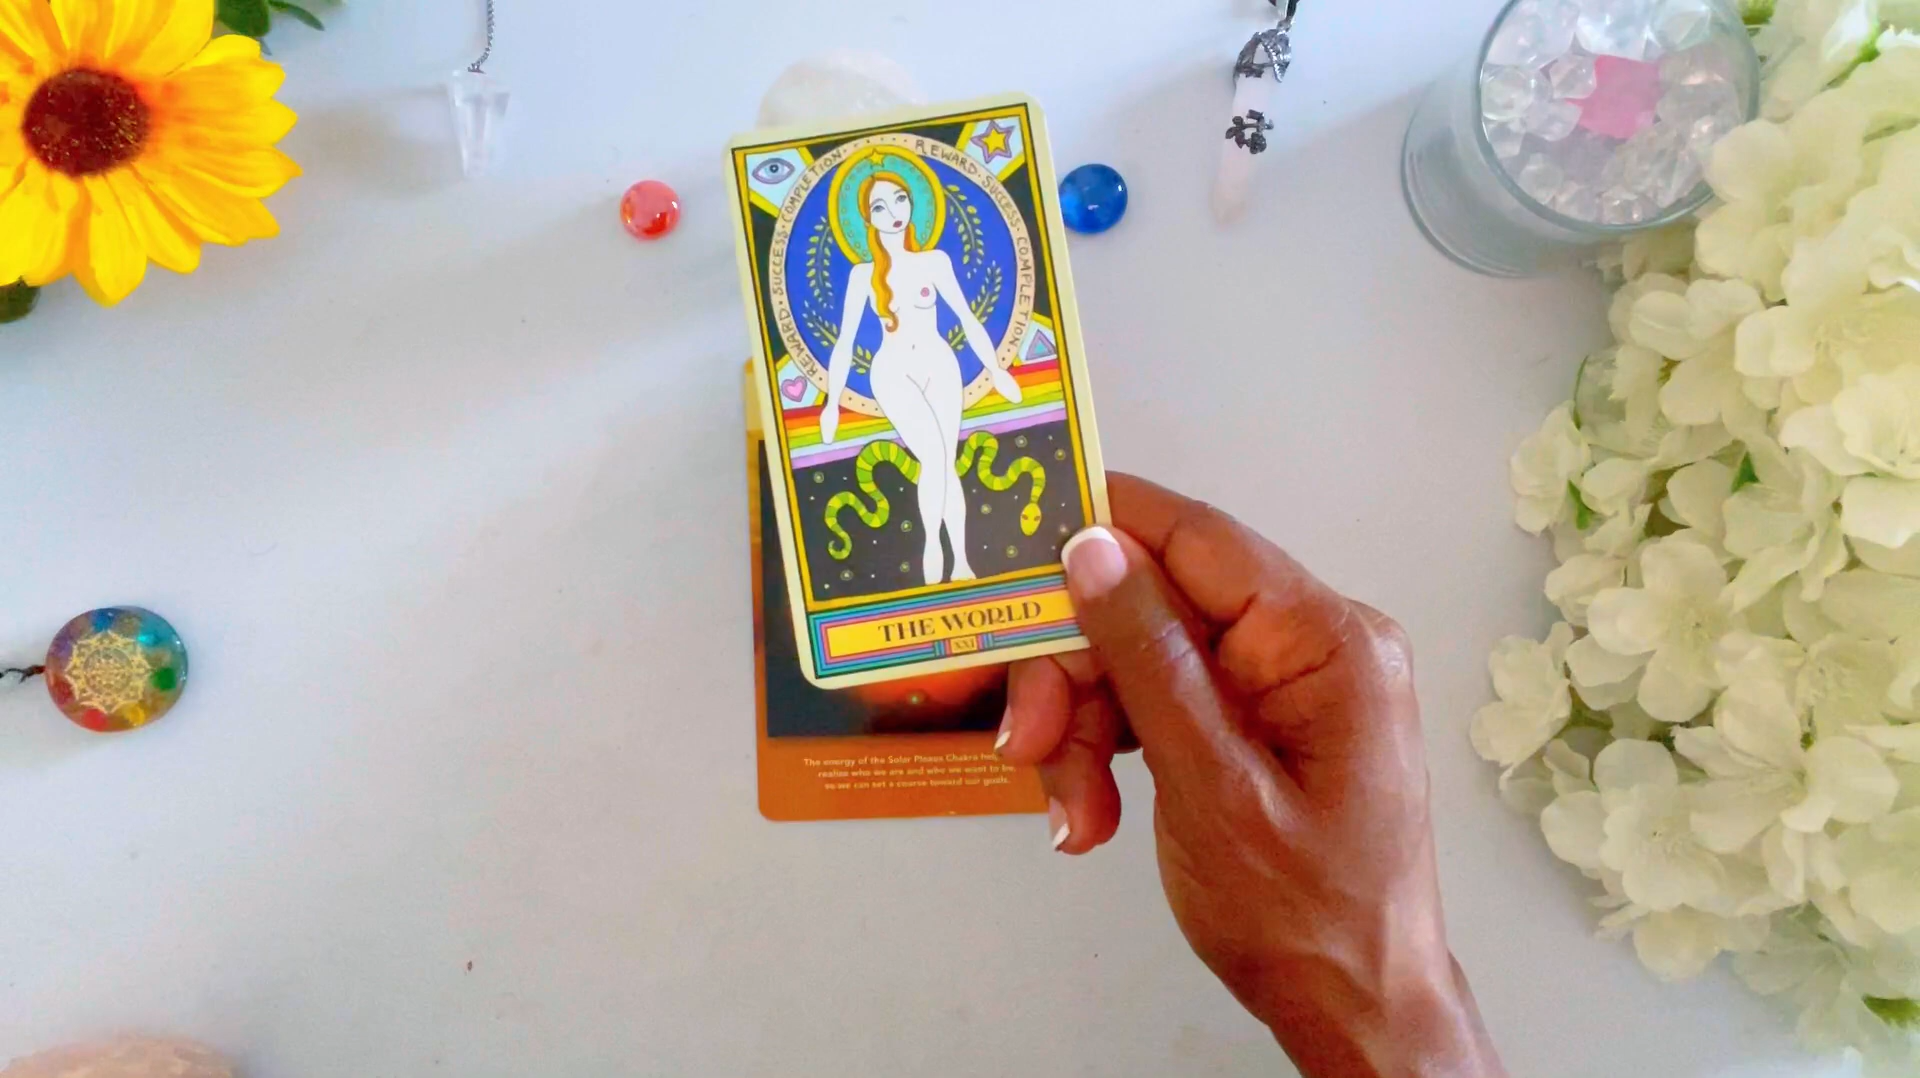 REWARD · SUCCESS · COMPLETION
REWARD · SUCCESS · COMPLETION
THE WORLD
XXI
The energy of the Solar Plexus Chakra
realize who we are and who we want to be,
so we can set a course toward our goals.